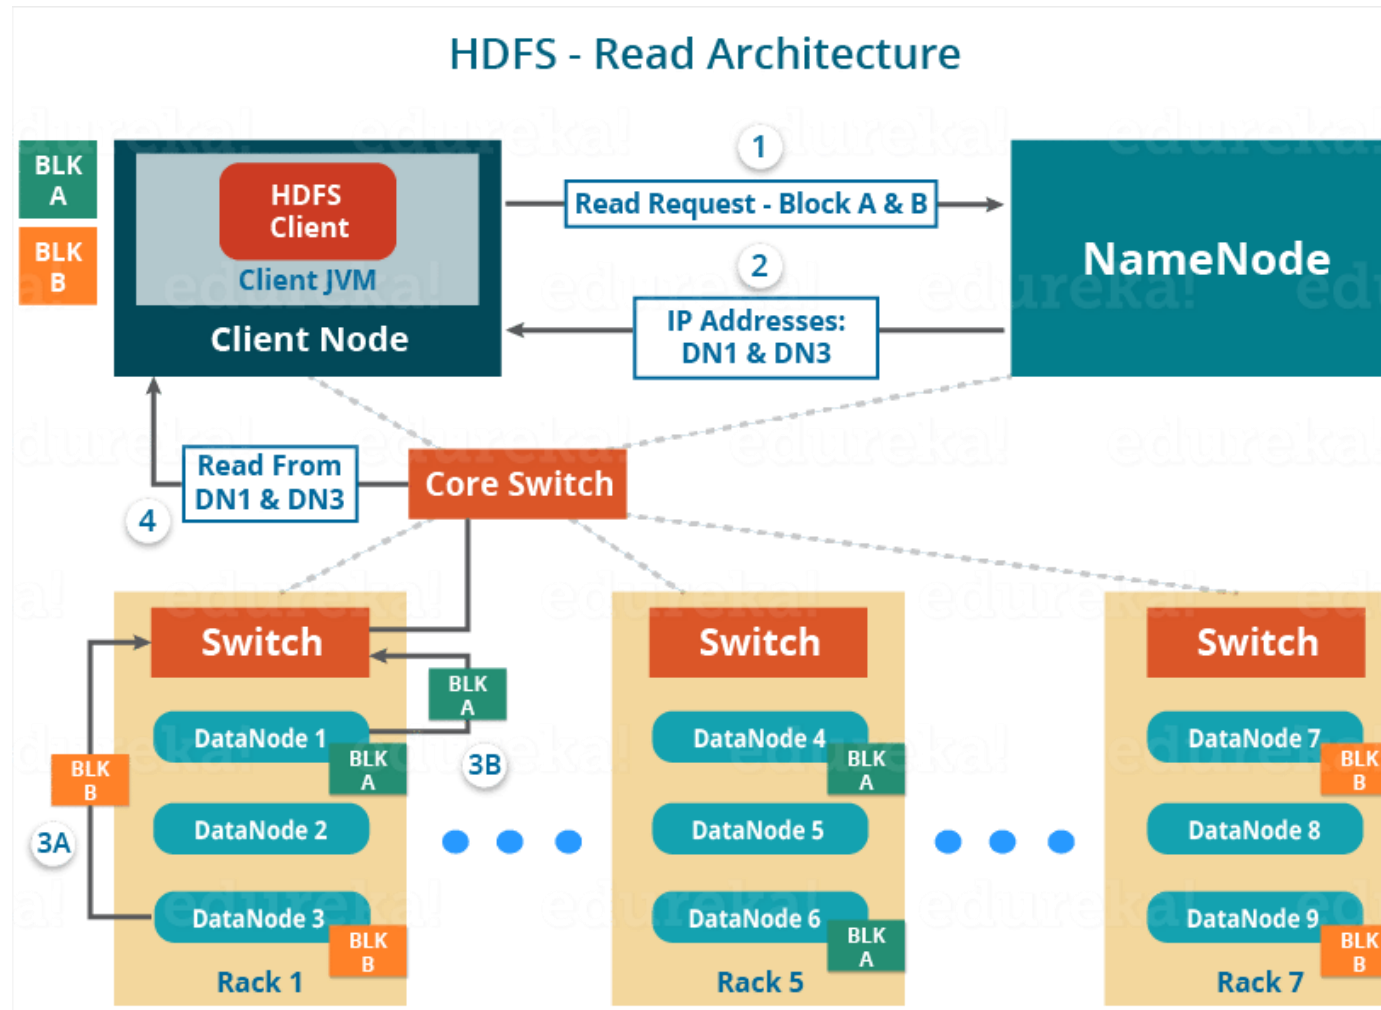 HDFS - Read Architecture
BLK
A
BLK
B
HDFS
Client
Client JVM
Client Node
1
Read Request - Block A & B
2
IP Addresses:
DN1 & DN3
NameNode
Read From
DN1 & DN3
4
Core Switch
Switch
Switch
Switch
BLK
A
3B
BLK
B
3A
DataNode 1
BLK
A
DataNode 2
DataNode 3
BLK
B
Rack 1
DataNode 4
BLK
A
DataNode 5
DataNode 6
BLK
A
Rack 5
DataNode 7
BLK
B
DataNode 8
DataNode 9
BLK
B
Rack 7
edureka!